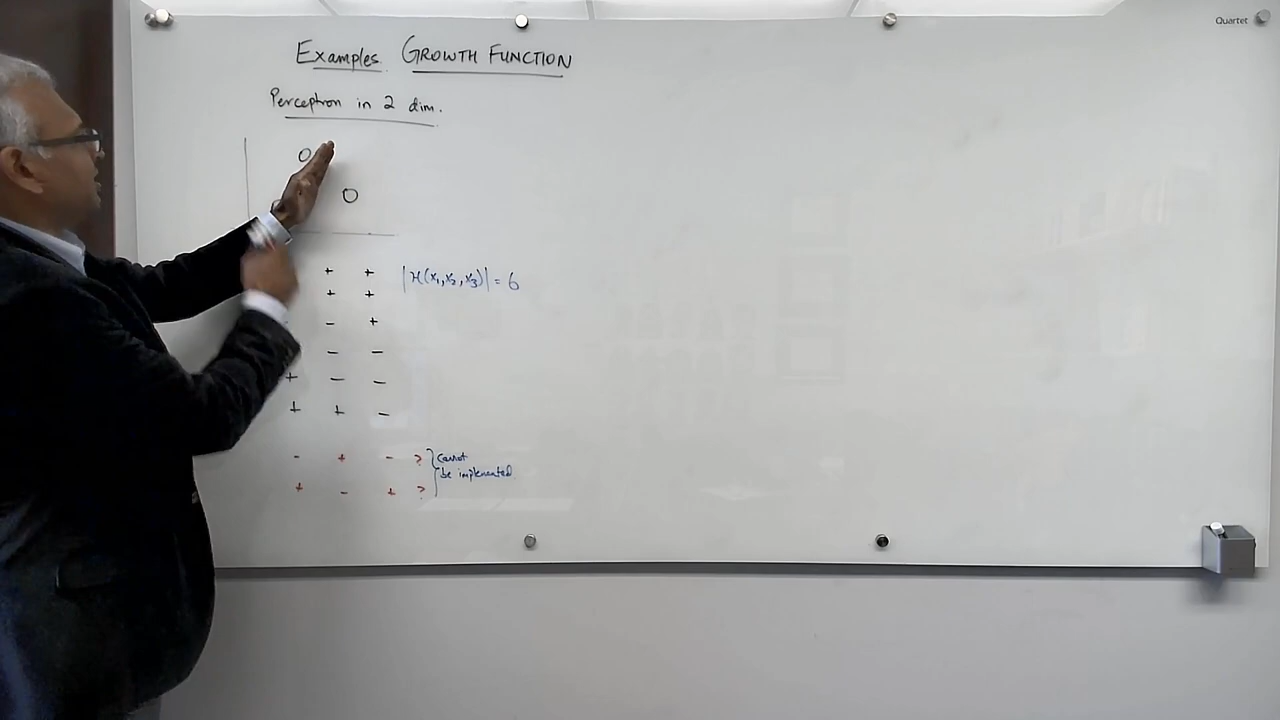 Quartet
Examples GROWTH FUNCTION
Perceptron in 2 dim.
+ + |H(x1,x2,x3)| = 6
+ +
- +
- -
+ - -
+ + -
- + - ? } Cannot
be implemented
+ - + ?